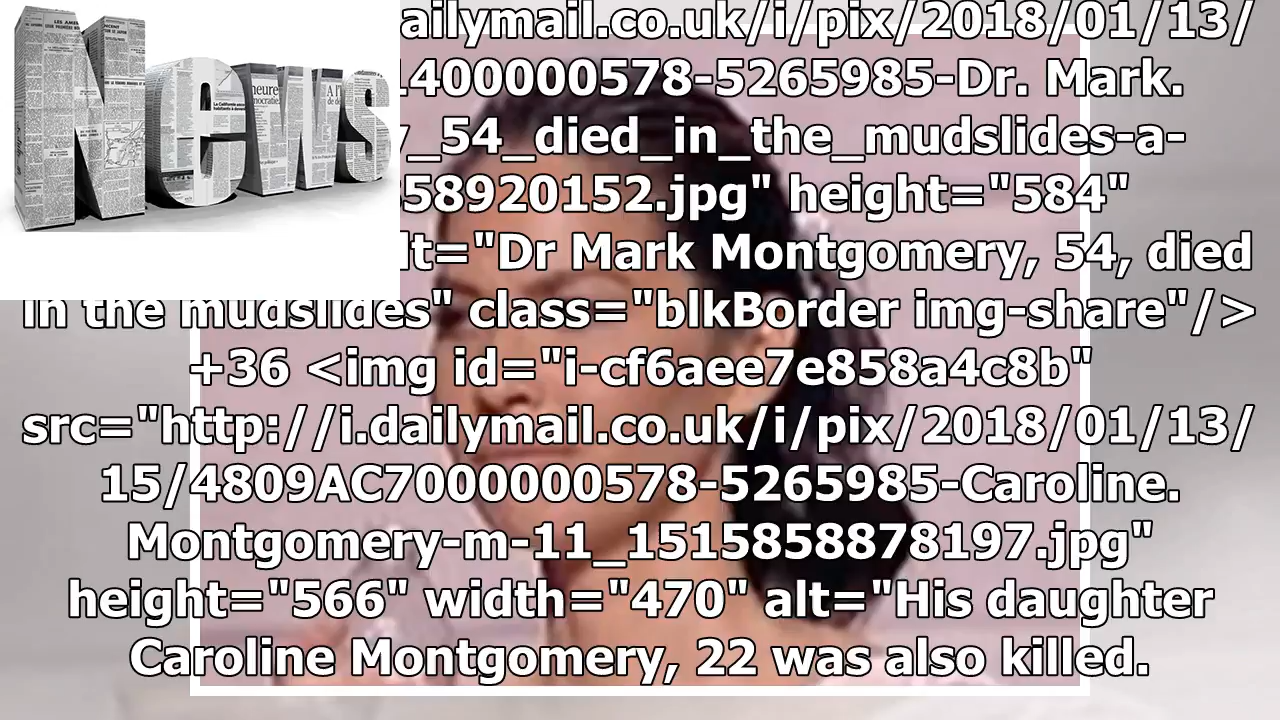 News
ailymail.co.uk/i/pix/2018/01/13/
1400000578-5265985-Dr. Mark.
y_54_died_in_the_mudslides-a-
58920152.jpg" height="584"
lt="Dr Mark Montgomery, 54, died
in the mudslides" class="blkBorder img-share"/>
+36 <img id="i-cf6aee7e858a4c8b"
src="http://i.dailymail.co.uk/i/pix/2018/01/13/
15/4809AC7000000578-5265985-Caroline.
Montgomery-m-11_1515858878197.jpg"
height="566" width="470" alt="His daughter
Caroline Montgomery, 22 was also killed.